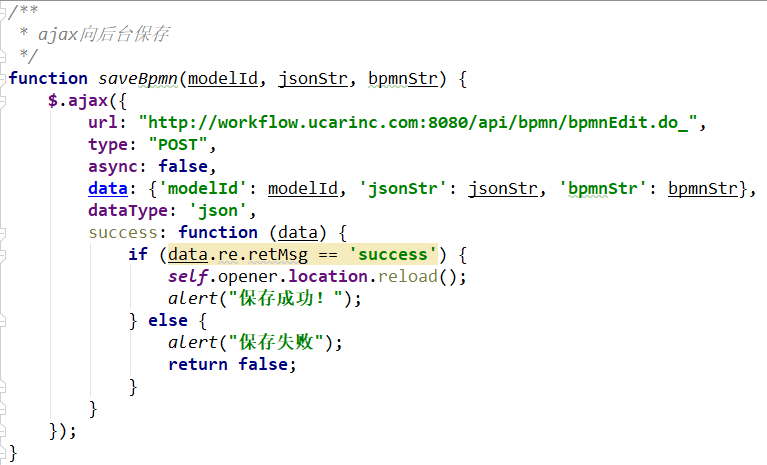 /**
 * ajax向后台保存
 */
function saveBpmn(modelId, jsonStr, bpmnStr) {
    $.ajax({
        url: "http://workflow.ucarinc.com:8080/api/bpmn/bpmnEdit.do_",
        type: "POST",
        async: false,
        data: {'modelId': modelId, 'jsonStr': jsonStr, 'bpmnStr': bpmnStr},
        dataType: 'json',
        success: function (data) {
            if (data.re.retMsg == 'success') {
                self.opener.location.reload();
                alert("保存成功！");
            } else {
                alert("保存失败");
                return false;
            }
        }
    });
}